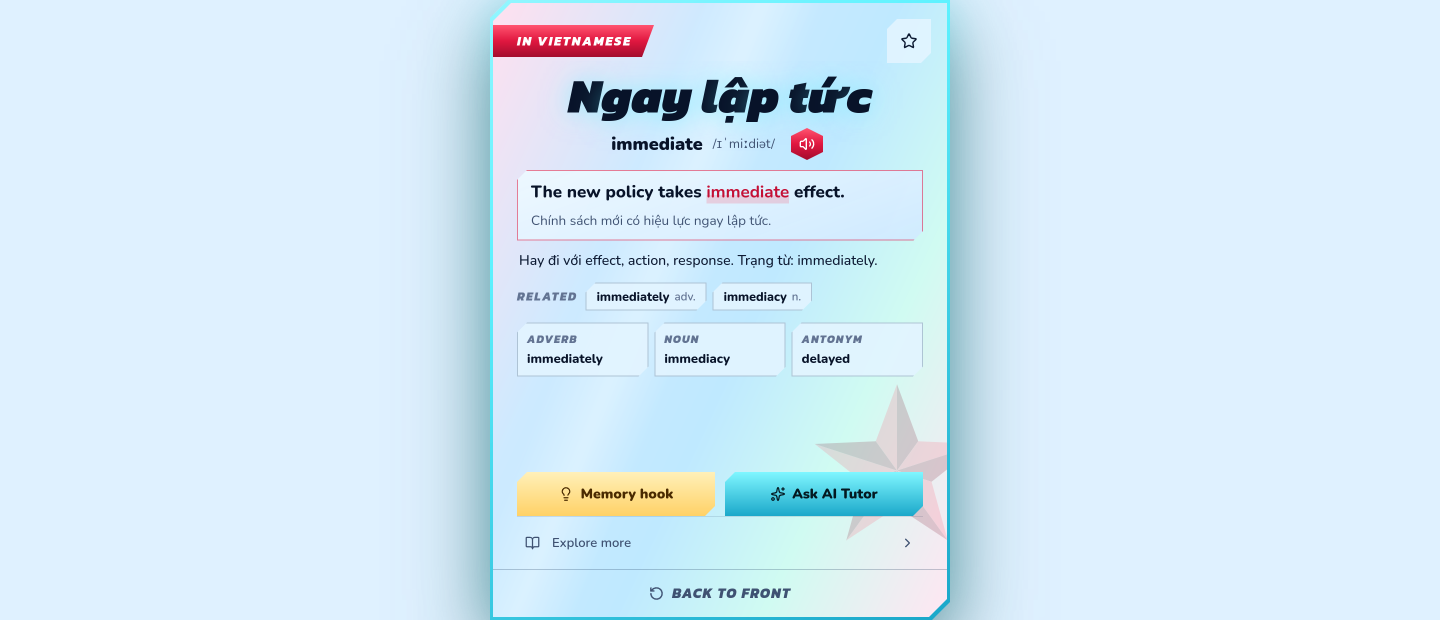 IN VIETNAMESE
Ngay lập tức
immediate /ɪˈmiːdiət/
The new policy takes immediate effect.
Chính sách mới có hiệu lực ngay lập tức.
Hay đi với effect, action, response. Trạng từ: immediately.
RELATED immediately adv. immediacy n.
ADVERB NOUN ANTONYM
immediately immediacy delayed
Memory hook Ask AI Tutor
Explore more
BACK TO FRONT